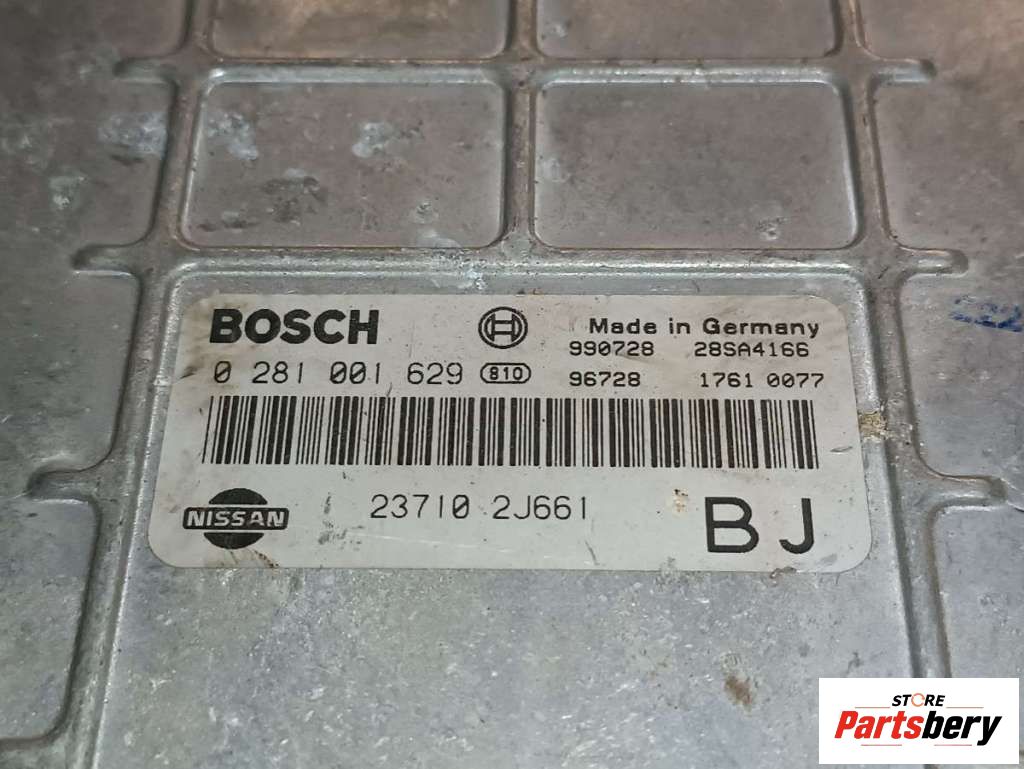 BOSCH
Made in Germany
990728 28SA4166
0 281 001 629 810
96728 1761 0077
NISSAN
23710 2J661
BJ
STORE
Partsbery